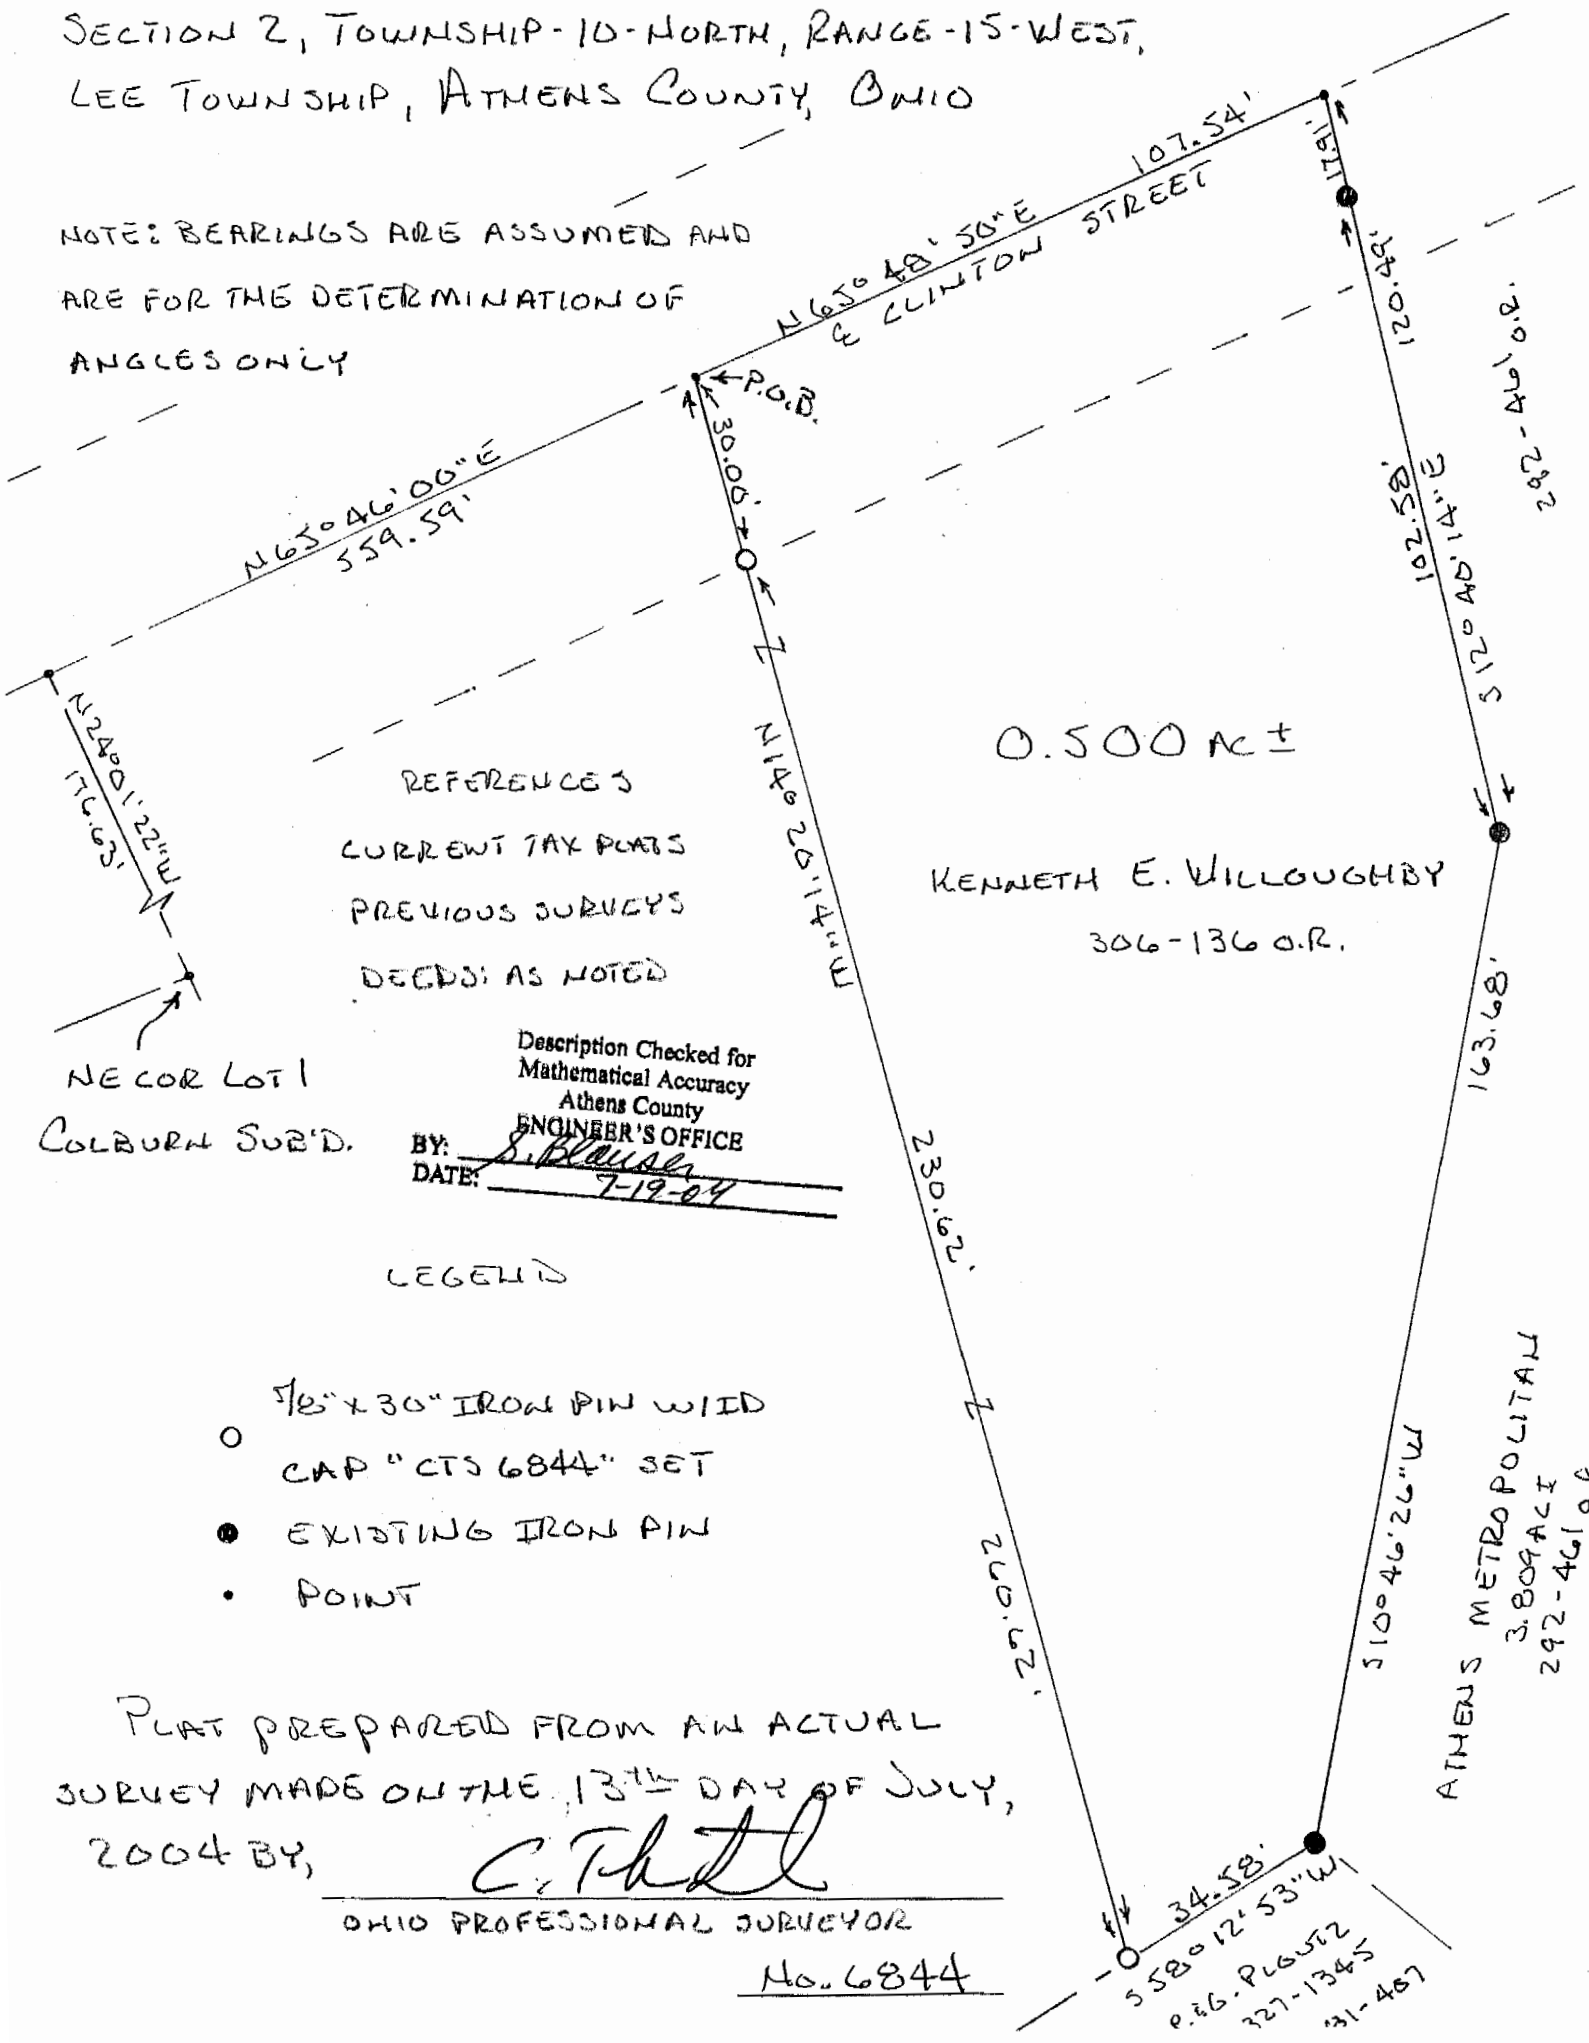 SECTION 2, TOWNSHIP-10-NORTH, RANGE-15-WEST,
LEE TOWNSHIP, ATHENS COUNTY, OHIO
NOTE: BEARINGS ARE ASSUMED AND
ARE FOR THE DETERMINATION OF
ANGLES ONLY
N65° 48' 50"E 107.54'
℄ CLINTON STREET
17.91'
120.49'
102.58'
S 12° 40' 14" E
292-461 O.R.
P.O.B.
30.00'
N65° 46' 00" E
559.59'
N24° 01' 22" W
176.63'
NE COR LOT 1
COLBURN SUB'D.
REFERENCES
CURRENT TAX PLATS
PREVIOUS SURVEYS
DEEDS: AS NOTED
N14° 20' 14" W
230.62'
260.62'
0.500 AC ±
KENNETH E. WILLOUGHBY
306-136 O.R.
163.68'
S10° 46' 26" W
Description Checked for
Mathematical Accuracy
Athens County
ENGINEER'S OFFICE
BY: S. Blauser
DATE: 7-19-04
LEGEND
5/8" x 30" IRON PIN W/ID
CAP "CTS 6844" SET
EXISTING IRON PIN
POINT
ATHENS METROPOLITAN
3.809 AC ±
292-461 O.R
34.58'
S 58° 12' 53" W
P. & G. PLOUTZ
327-1345
PLAT PREPARED FROM AN ACTUAL
SURVEY MADE ON THE 13TH DAY OF JULY,
2004 BY,
OHIO PROFESSIONAL SURVEYOR
No. 6844